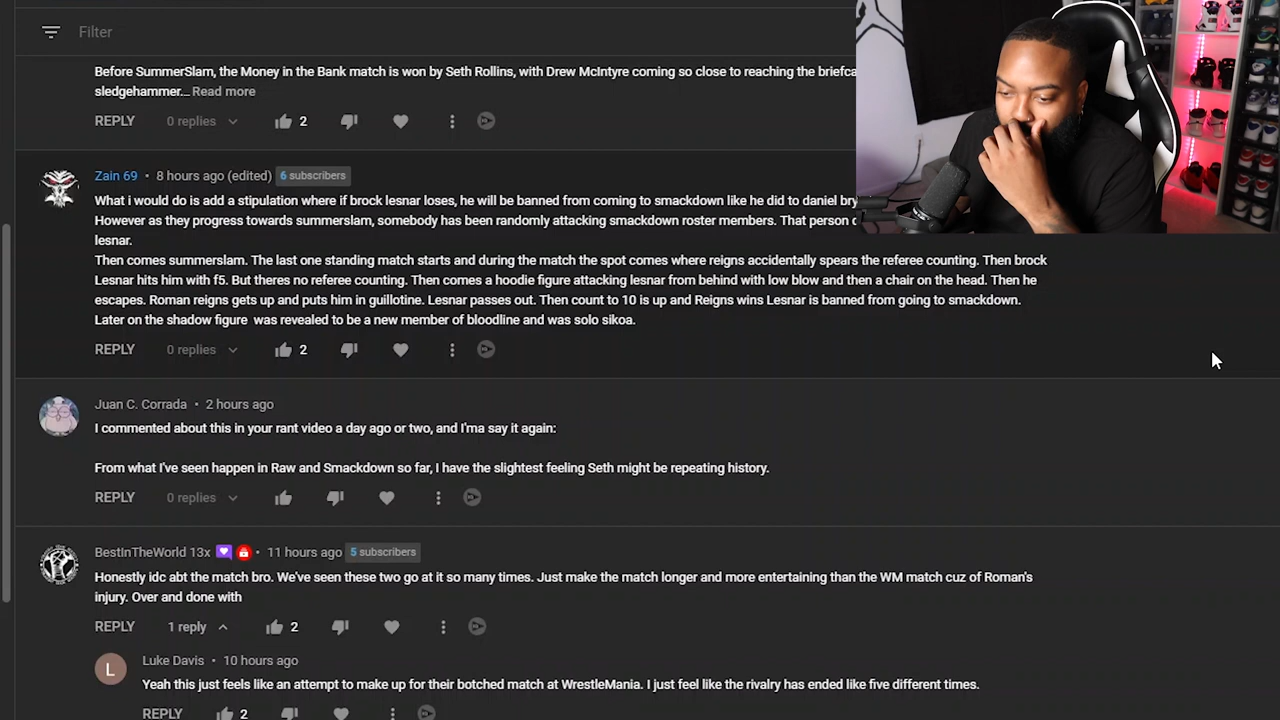 Filter
Before SummerSlam, the Money in the Bank match is won by Seth Rollins, with Drew McIntyre coming so close to reaching the
sledgehammer... Read more
REPLY 0 replies 2
Zain 69 • 8 hours ago (edited) 6 subscribers
What i would do is add a stipulation where if brock lesnar loses, he will be banned from coming to smackdown like he did to daniel
However as they progress towards summerslam, somebody has been randomly attacking smackdown roster members. That person
lesnar.
Then comes summerslam. The last one standing match starts and during the match the spot comes where reigns accidentally spears the referee counting. Then brock
Lesnar hits him with f5. But theres no referee counting. Then comes a hoodie figure attacking lesnar from behind with low blow and then a chair on the head. Then he
escapes. Roman reigns gets up and puts him in guillotine. Lesnar passes out. Then count to 10 is up and Reigns wins Lesnar is banned from going to smackdown.
Later on the shadow figure was revealed to be a new member of bloodline and was solo sikoa.
REPLY 0 replies 2
Juan C. Corrada • 2 hours ago
I commented about this in your rant video a day ago or two, and I'ma say it again:
From what I've seen happen in Raw and Smackdown so far, I have the slightest feeling Seth might be repeating history.
REPLY 0 replies
BestInTheWorld 13x • 11 hours ago 5 subscribers
Honestly idc abt the match bro. We've seen these two go at it so many times. Just make the match longer and more entertaining than the WM match cuz of Roman's
injury. Over and done with
REPLY 1 reply 2
L
Luke Davis • 10 hours ago
Yeah this just feels like an attempt to make up for their botched match at WrestleMania. I just feel like the rivalry has ended like five different times.
REPLY 2